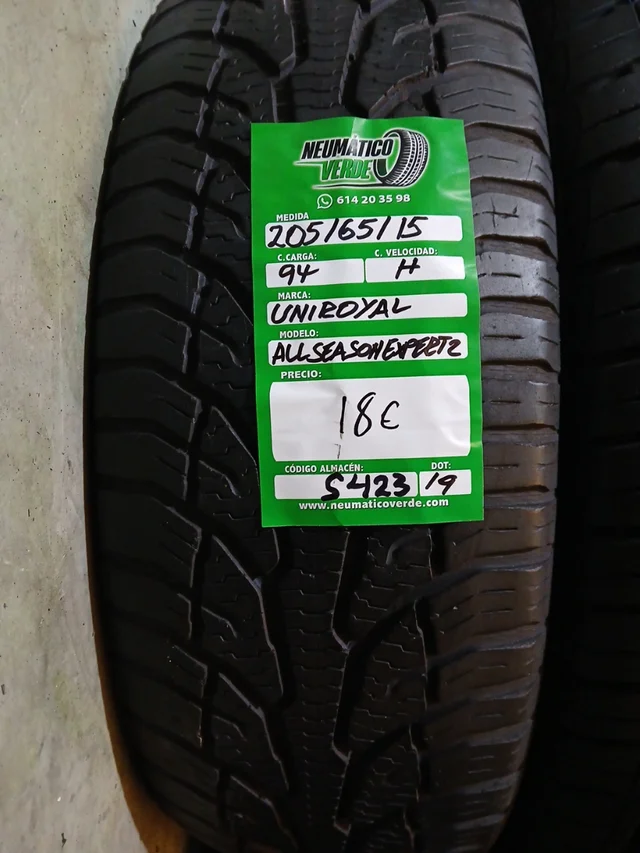 NEUMÁTICO
VERDE
614 20 35 98
MEDIDA
205/65/15
C.CARGA: C. VELOCIDAD:
94 H
MARCA:
UNIROYAL
MODELO:
ALLSEASONEXPERT2
PRECIO:
18€
CÓDIGO ALMACÉN: DOT:
S423 19
www.neumaticoverde.com